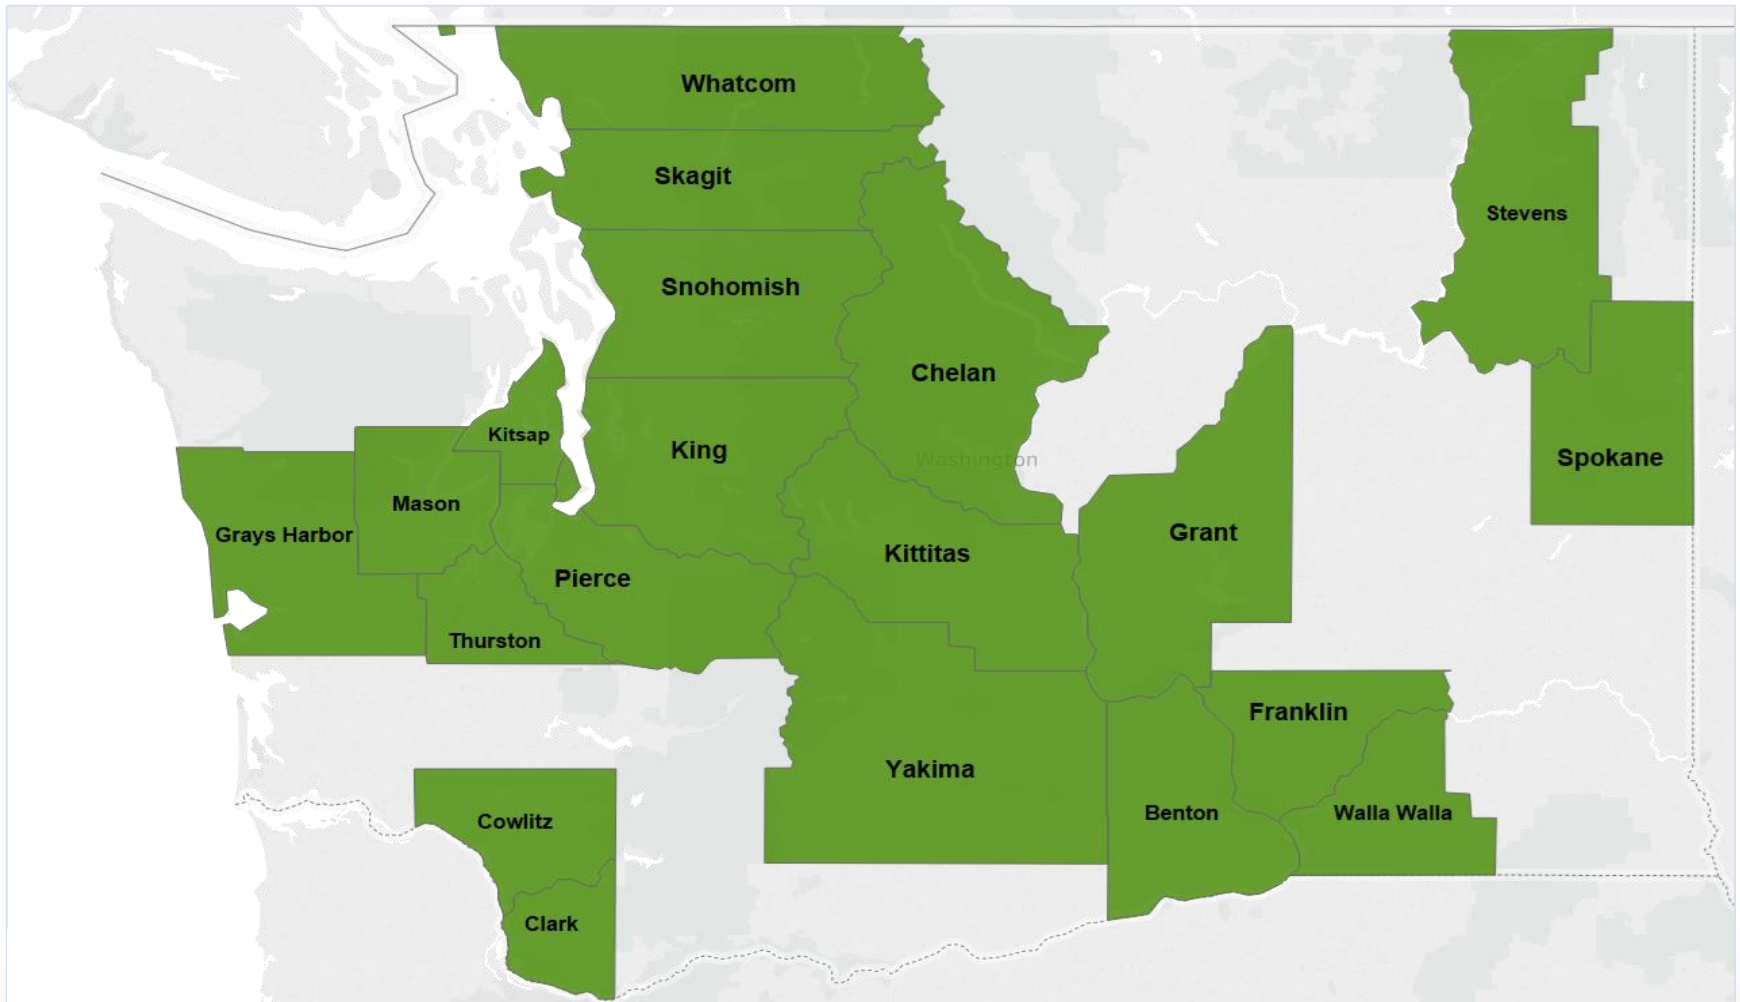 Whatcom
Skagit
Stevens
Snohomish
Chelan
Kitsap
King
Washington
Spokane
Mason
Grays Harbor
Grant
Kittitas
Pierce
Thurston
Franklin
Yakima
Cowlitz
Benton
Walla Walla
Clark